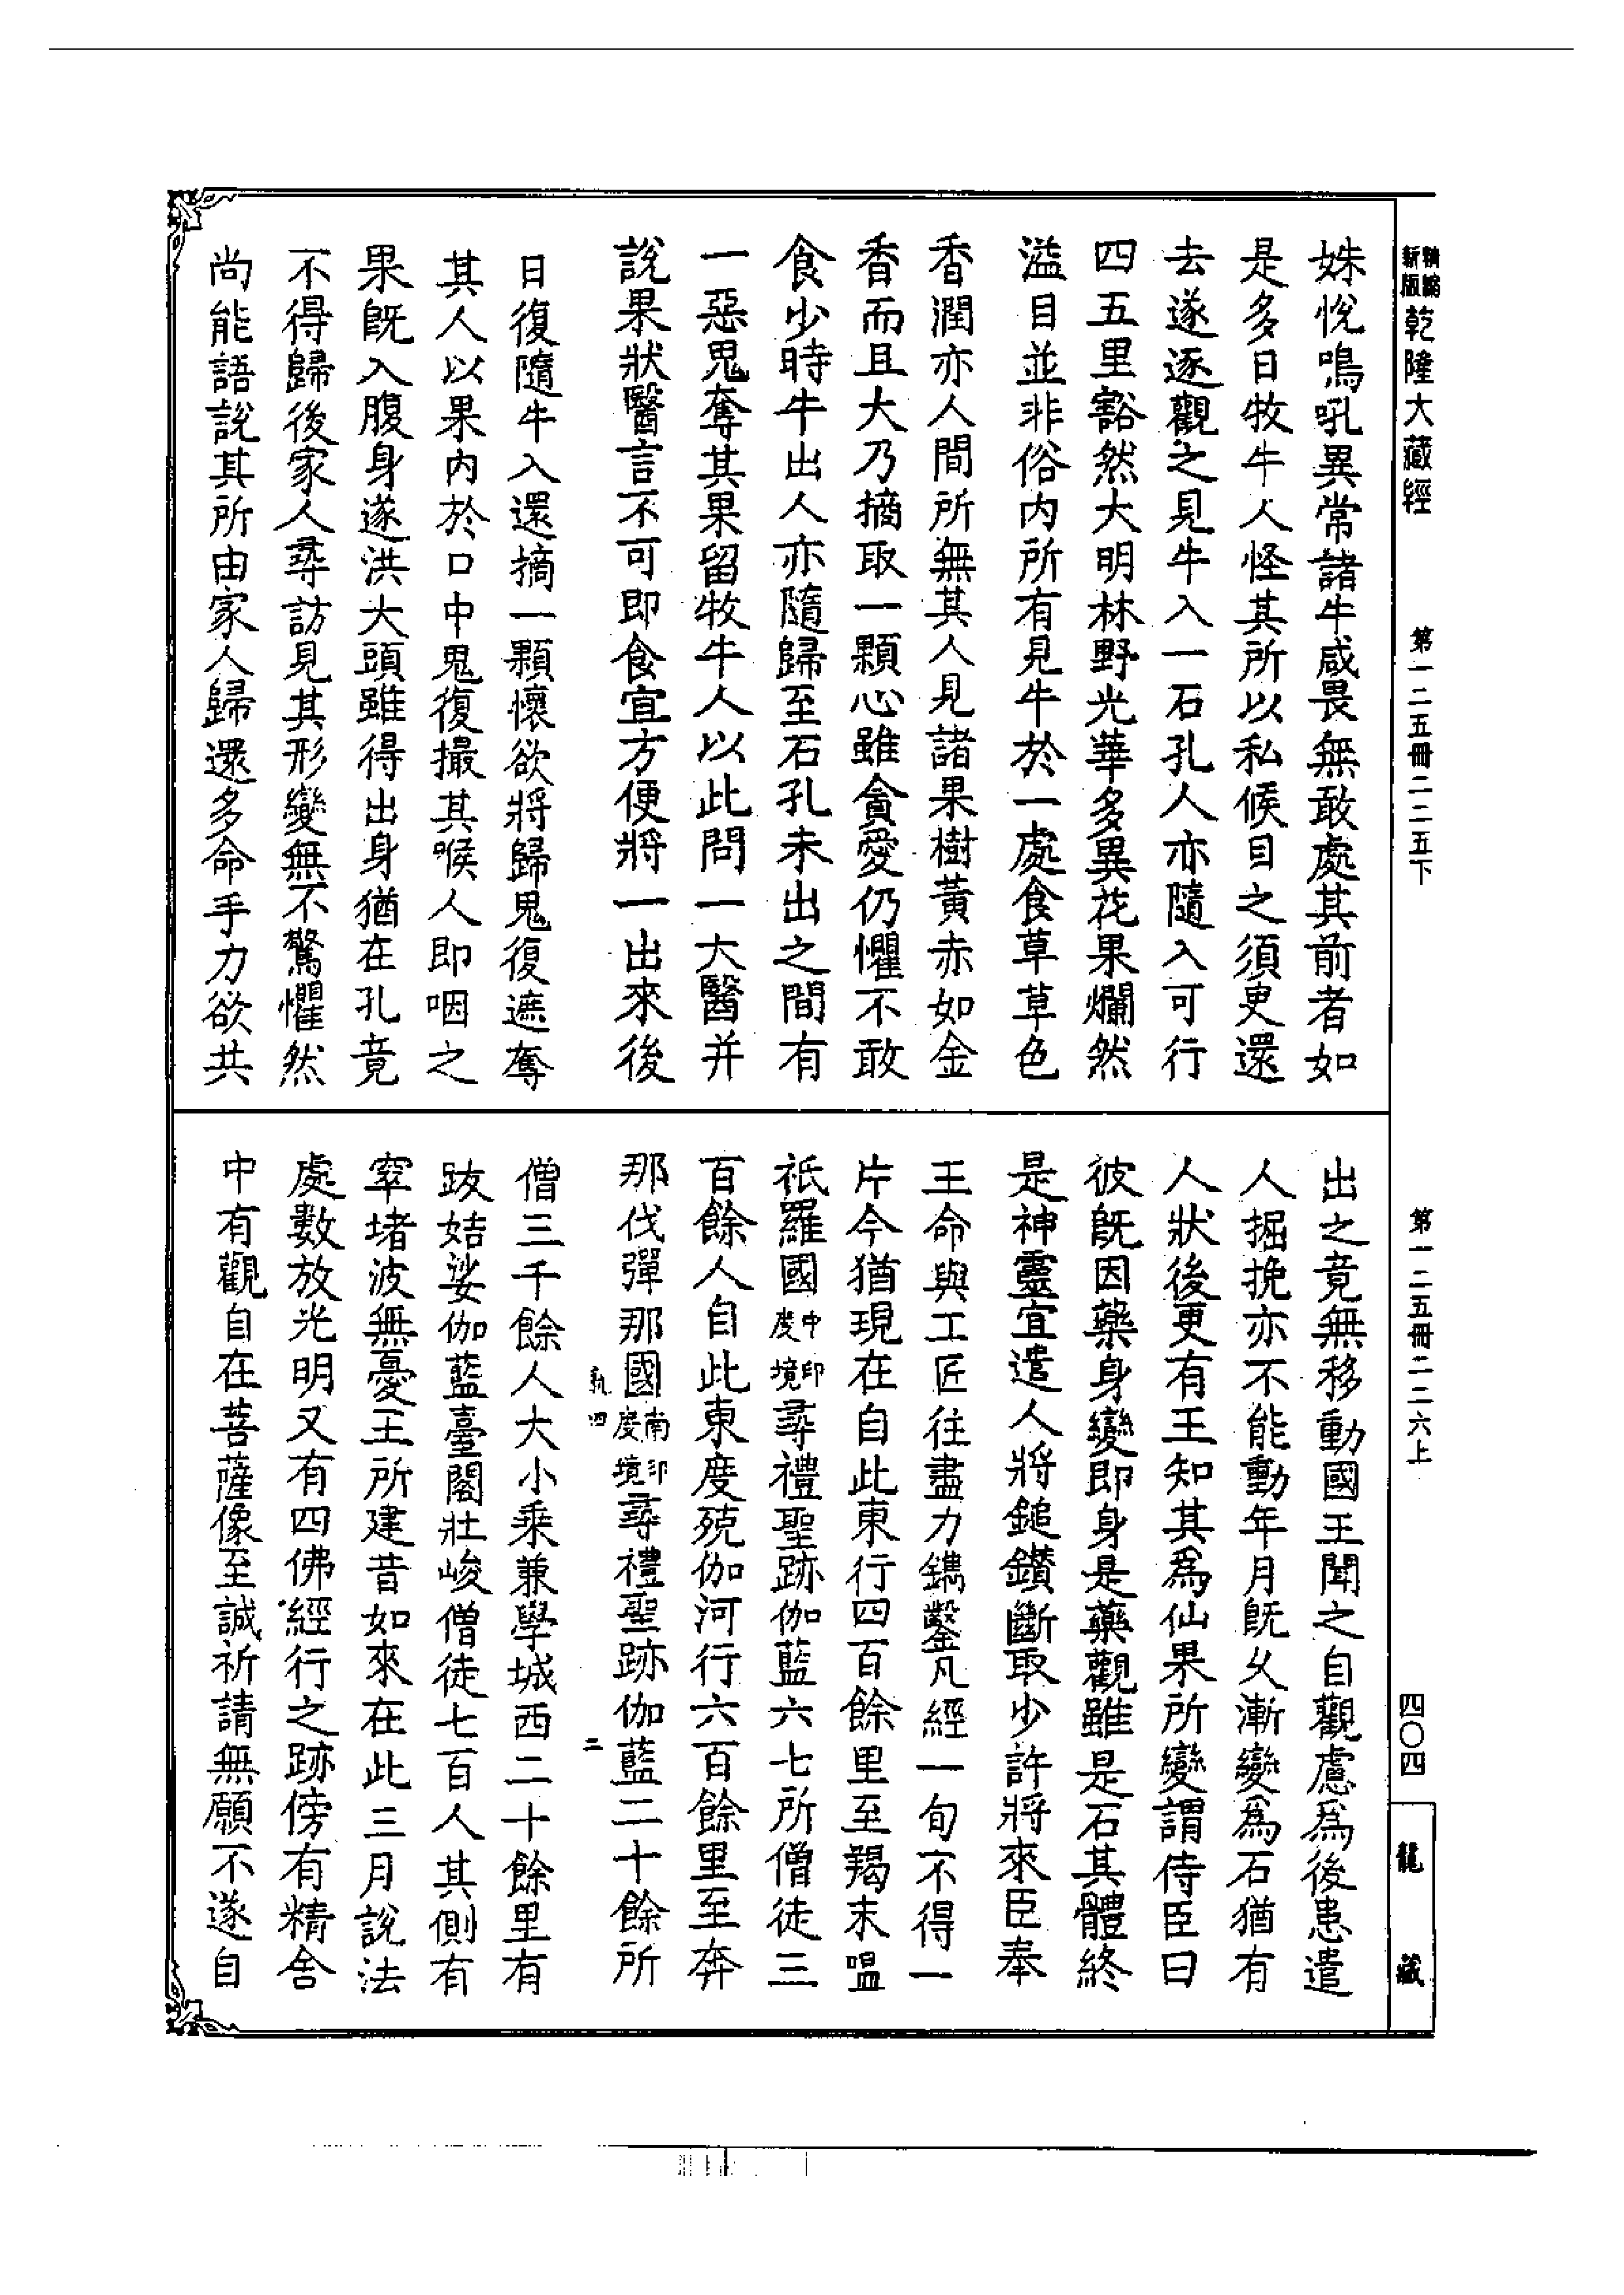 精編
新版
乾隆大藏經
第一二五冊二二五下
第一二五冊二二六上
四〇四
龍藏
姝悅鳴吼異常諸牛咸畏無敢處其前者如
是多日牧牛人怪其所以私候目之須臾還
去遂逐觀之見牛入一石孔人亦隨入可行
四五里豁然大明林野光華多異花果爛然
溢目並非俗內所有見牛於一處食草草色
香潤亦人間所無其人見諸果樹黃赤如金
香而且大乃摘取一顆心雖貪愛仍懼不敢
食少時牛出人亦隨歸至石孔未出之間有
一惡鬼奪其果留牧牛人以此問一大醫并
說果狀醫言不可即食宜方便將一出來後
日復隨牛入還摘一顆懷欲將歸鬼復遮奪
其人以果內於口中鬼復撮其喉人即咽之
果既入腹身遂洪大頭雖得出身猶在孔竟
不得歸後家人尋訪見其形變無不驚懼然
尚能語說其所由家人歸還多命手力欲共
出之竟無移動國王聞之自觀慮為後患遣
人掘挽亦不能動年月既久漸變為石猶有
人狀後更有王知其為仙果所變謂侍臣曰
彼既因藥身變即身是藥觀雖是石其體終
是神靈宜遣人將鎚鑽斷取少許將來臣奉
王命與工匠往盡力鐫鑿凡經一旬不得一
片今猶現在自此東行四百餘里至羯末嗢
祇羅國中印度境尋禮聖跡伽藍六七所僧徒三
百餘人自此東度殑伽河行六百餘里至奔
那伐彈那國南印度境尋禮聖跡伽藍二十餘所
執四
二
僧三千餘人大小乘兼學城西二十餘里有
跋姞娑伽藍臺閣壯峻僧徒七百人其側有
窣堵波無憂王所建昔如來在此三月說法
處數放光明又有四佛經行之跡傍有精舍
中有觀自在菩薩像至誠祈請無願不遂自